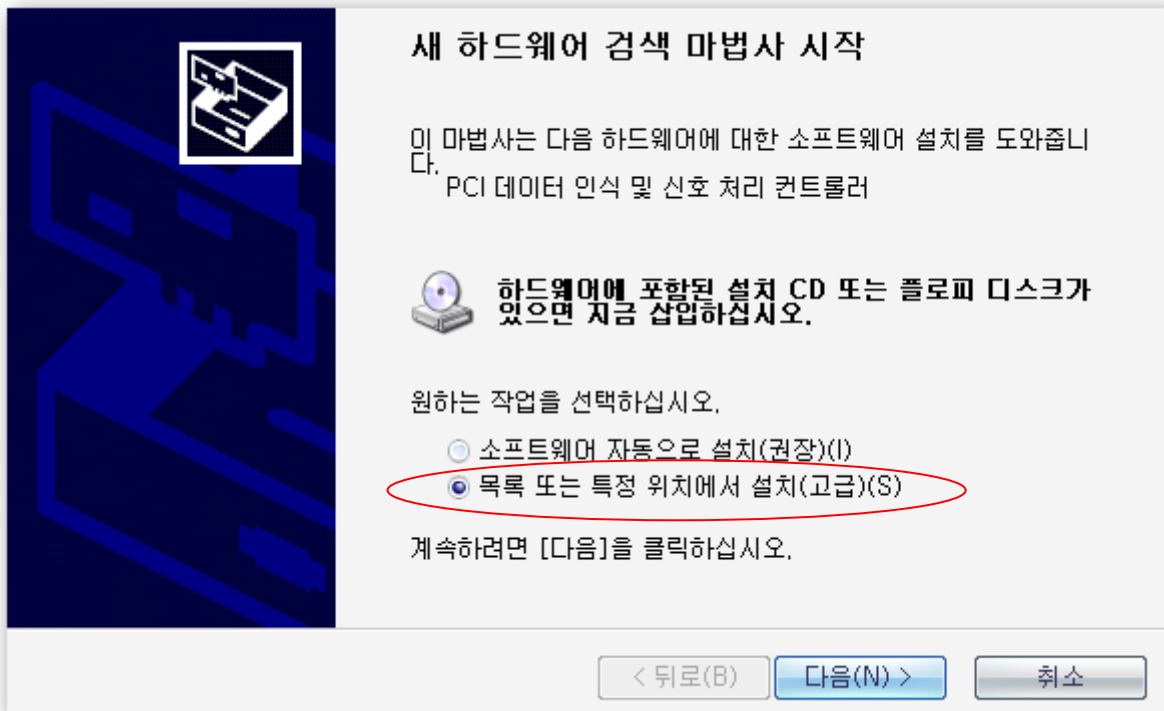 새 하드웨어 검색 마법사 시작
이 마법사는 다음 하드웨어에 대한 소프트웨어 설치를 도와줍니
다.
PCI 데이터 인식 및 신호 처리 컨트롤러
하드웨어에 포함된 설치 CD 또는 플로피 디스크가
있으면 지금 삽입하십시오.
원하는 작업을 선택하십시오.
소프트웨어 자동으로 설치(권장)(I)
목록 또는 특정 위치에서 설치(고급)(S)
계속하려면 [다음]을 클릭하십시오.
< 뒤로(B) 다음(N) > 취소